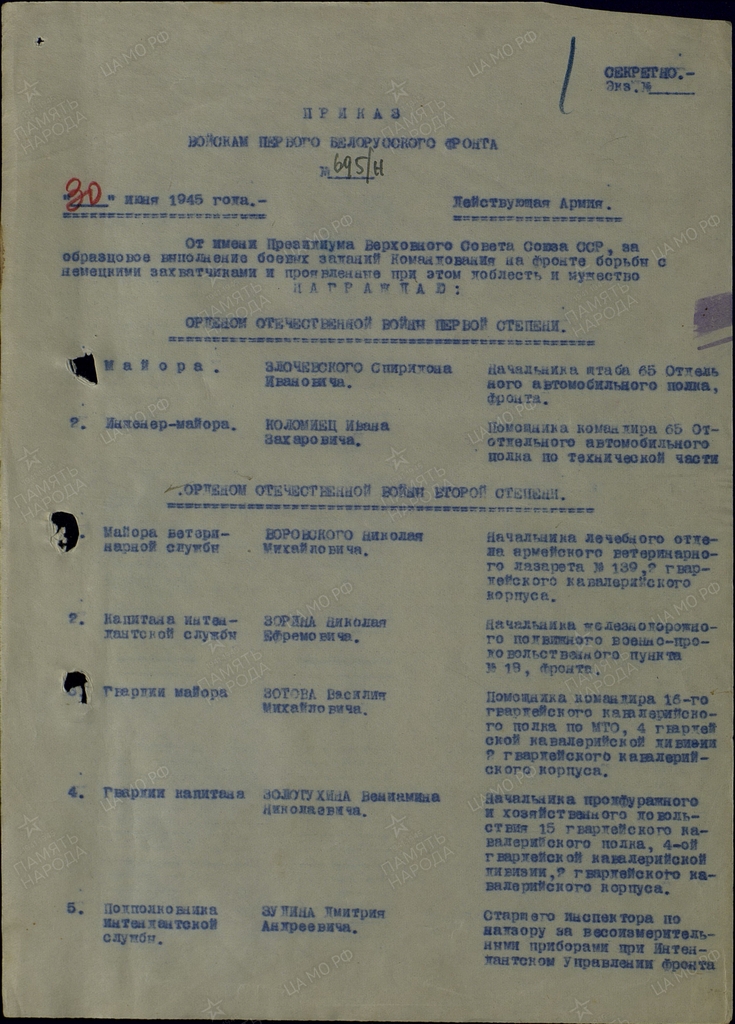 СЕКРЕТНО.-
Экз.№
ПРИКАЗ
ВОЙСКАМ ПЕРВОГО БЕЛОРУССКОГО ФРОНТА
№ 695/н
"30" июня 1945 года.-
Действующая Армия.
От имени Президиума Верховного Совета Союза ССР, за
образцовое выполнение боевых заданий Командования на фронте борьбы с
немецкими захватчиками и проявленные при этом доблесть и мужество
НАГРАЖДАЮ:
ОРДЕНОМ ОТЕЧЕСТВЕННОЙ ВОЙНЫ ПЕРВОЙ СТЕПЕНИ.
Майора.
ЗЛОЧЕВСКОГО Спиридона
Ивановича.
Начальника штаба 65 Отдель
ного автомобильного полка,
фронта.
2. Инженер-майора.
КОЛОМИЕЦ Ивана
Захаровича.
Помощника командира 65 От-
отдельного автомобильного
полка по технической части
ОРДЕНОМ ОТЕЧЕСТВЕННОЙ ВОЙНЫ ВТОРОЙ СТЕПЕНИ.
Майора ветери-
нарной службы
БОРОВСКОГО Николая
Михайловича.
Начальника лечебного отде-
ла армейского ветеринарно-
го лазарета № 139,2 гвар-
дейского кавалерийского
корпуса.
2. Капитана интен-
дантской службы
ЗОРИНА Николая
Ефремовича.
Начальника железнодорожно-
го подвижного военно-про-
довольственного пункта
№ 18, фронта.
Гвардии майора
ЗОТОВА Василия
Михайловича.
Помощника командира 16-го
гвардейского кавалерийско-
го полка по МТО, 4 гвардей
ской кавалерийской дивизии
2 гвардейского кавалерий-
ского корпуса.
4. Гвардии капитана
ЗОЛОТУХИНА Вениамина
Николаевича.
Начальника продфуражного
и хозяйственного доволь-
ствия 15 гвардейского ка-
валерийского полка, 4-ой
гвардейской кавалерийской
дивизии,2 гвардейского ка-
валерийского корпуса.
5. Подполковника
интендантской
службы.
ЗУДИНА Дмитрия
Андреевича.
Старшего инспектора по
надзору за весоизмеритель-
ными приборами при Интен-
дантском Управлении фронта